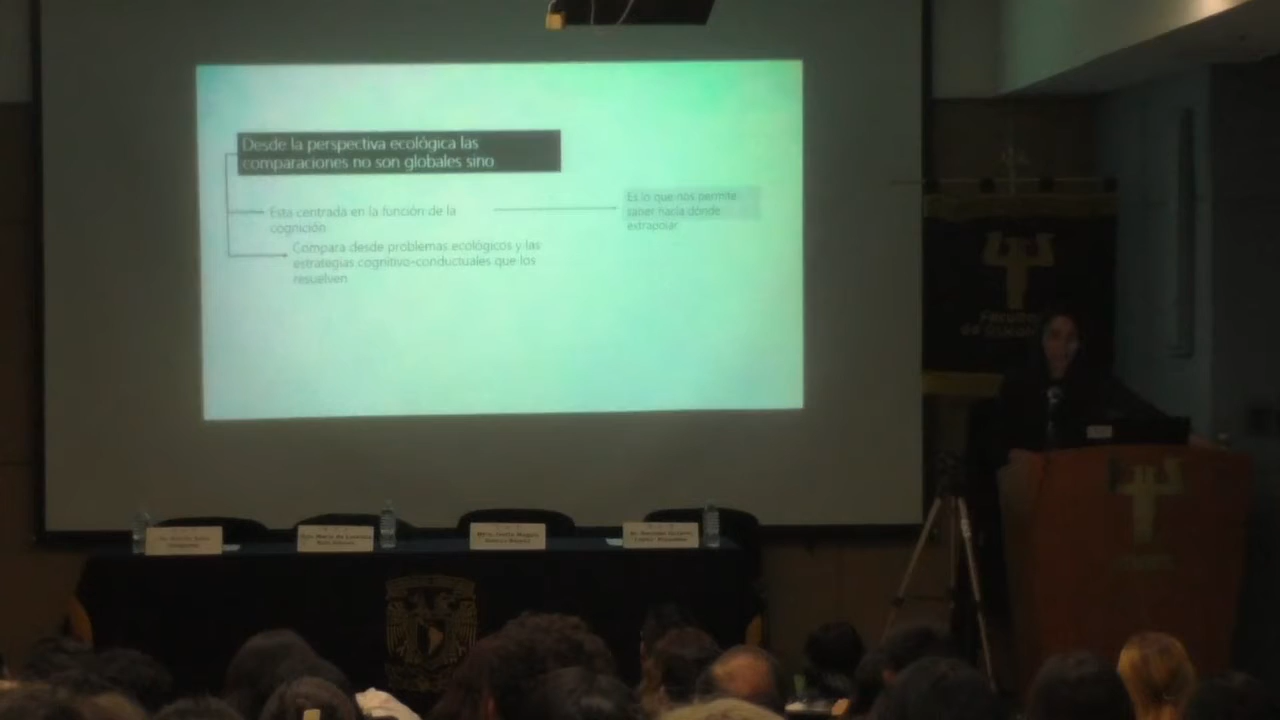 Desde la perspectiva ecológica las
comparaciones no son globales sino
Esta centrada en la función de la
cognición
Es lo que nos permite
saber hacia dónde
extrapolar
Compara desde problemas ecológicos y las
estrategias cognitivo-conductuales que los
resuelven